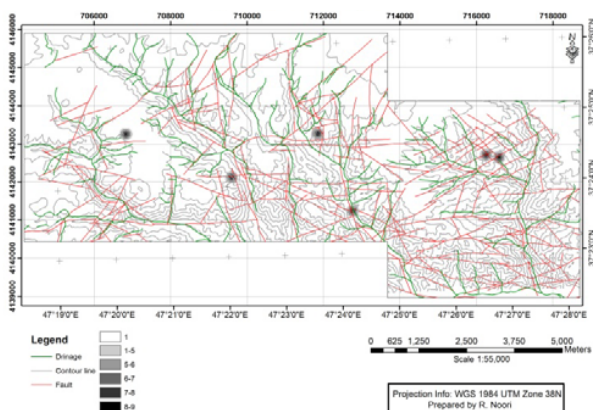 706000 708000 710000 712000 714000 716000 718000
4146000
4145000
4144000
4143000
4142000
4141000
4140000
4139000
47°19'0"E 47°20'0"E 47°21'0"E 47°22'0"E 47°23'0"E 47°24'0"E 47°25'0"E 47°26'0"E 47°27'0"E 47°28'0"E
Legend
Drinage
Contour line
Fault
1
1-5
5-6
6-7
7-8
8-9
0 625 1,250 2,500 3,750 5,000
Meters
Scale 1:55,000
Projection Info: WGS 1984 UTM Zone 38N
Prepared by R. Noori